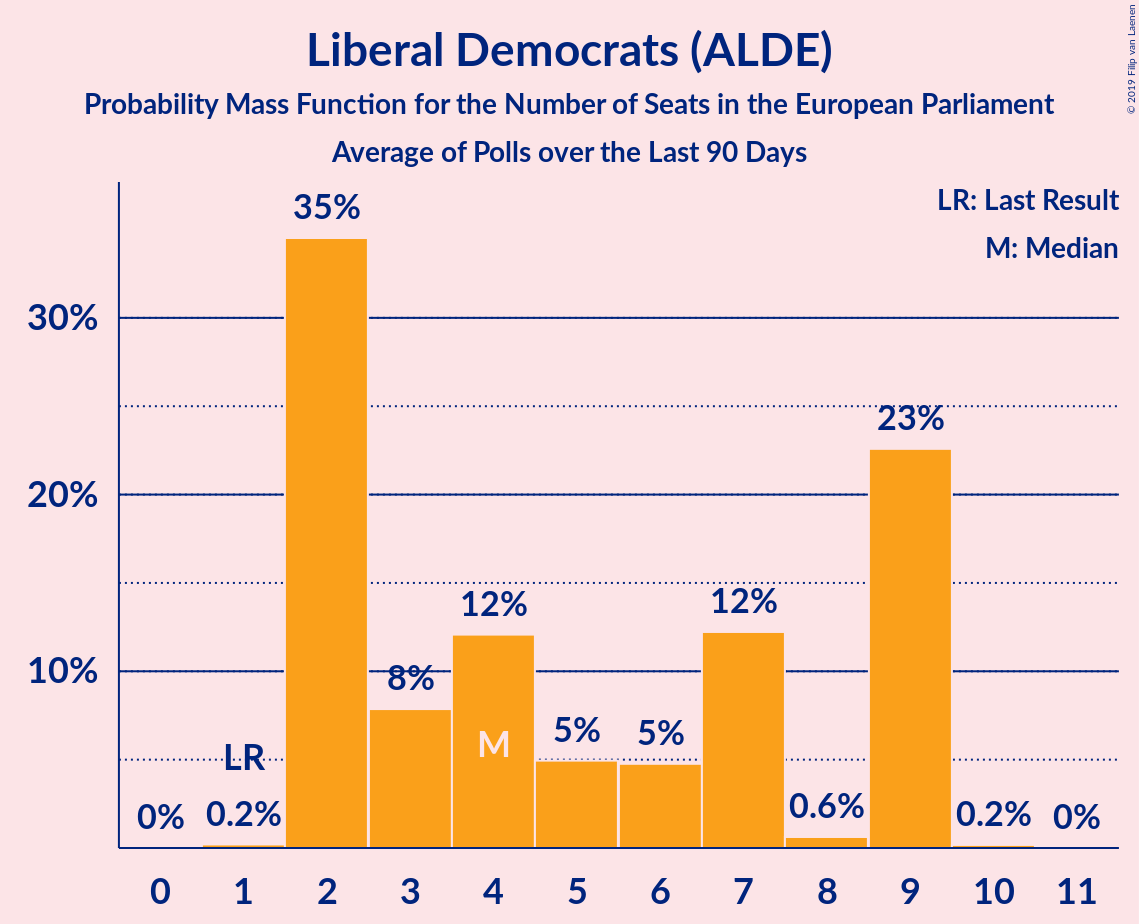 Liberal Democrats (ALDE)
Probability Mass Function for the Number of Seats in the European Parliament
Average of Polls over the Last 90 Days
© 2019 Filip van Laenen
LR: Last Result
M: Median
35%
30%
23%
20%
12%
12%
10%
8%
5%
5%
M
LR
0%
0.2%
0.6%
0.2%
0%
0 1 2 3 4 5 6 7 8 9 10 11